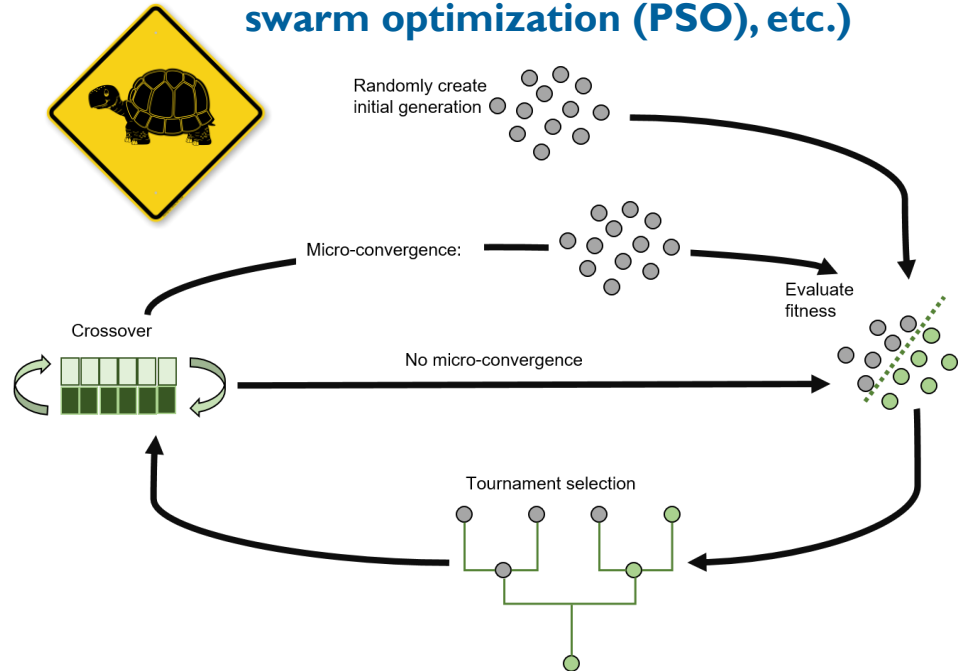 swarm optimization (PSO), etc.)
Randomly create
initial generation
Micro-convergence:
Evaluate
fitness
Crossover
No micro-convergence
Tournament selection